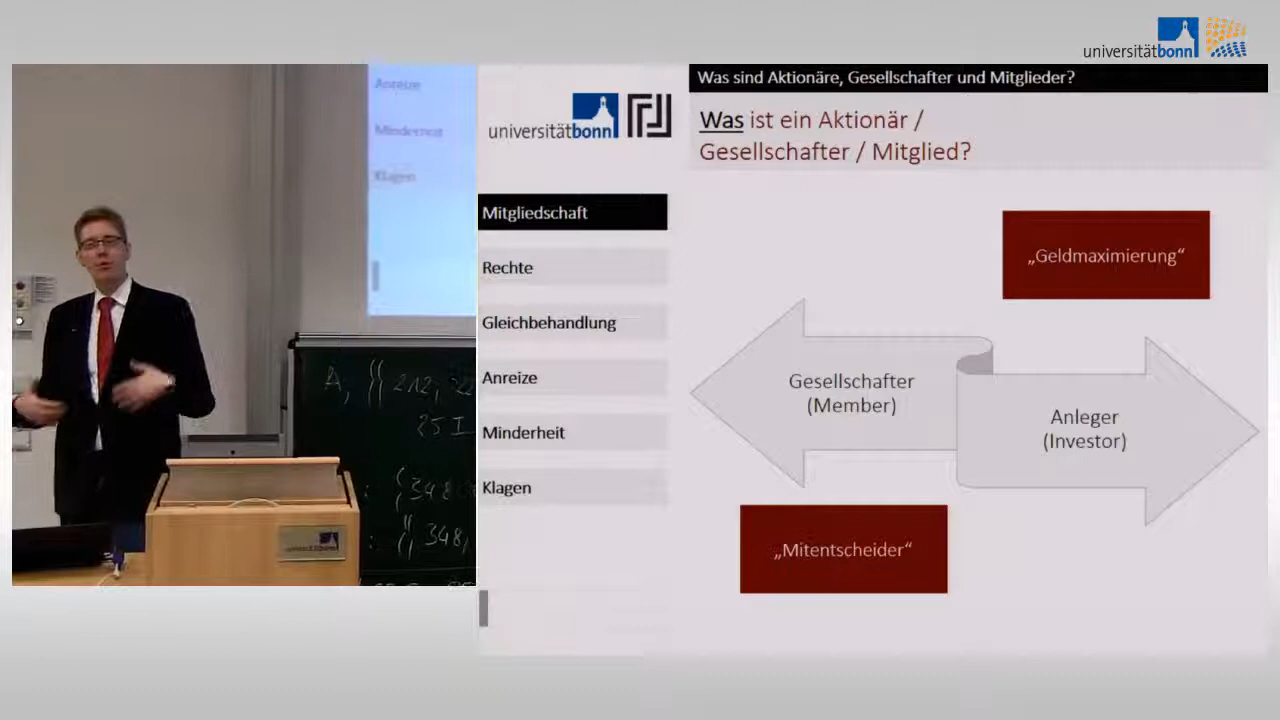 universitätbonn
Anreize
Minderheit
Klagen
universitätbonn
Was sind Aktionäre, Gesellschafter und Mitglieder?
Was ist ein Aktionär /
Gesellschafter / Mitglied?
universitätbonn
Mitgliedschaft
Rechte
Gleichbehandlung
Anreize
Minderheit
Klagen
„Geldmaximierung“
Gesellschafter
(Member)
Anleger
(Investor)
„Mitentscheider“